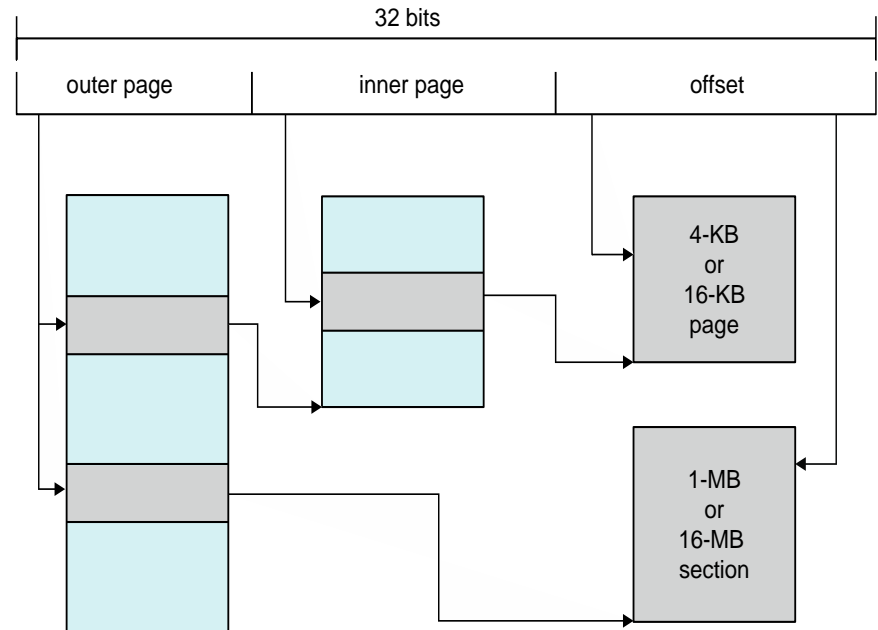 32 bits
outer page
inner page
offset
4-KB
or
16-KB
page
1-MB
or
16-MB
section